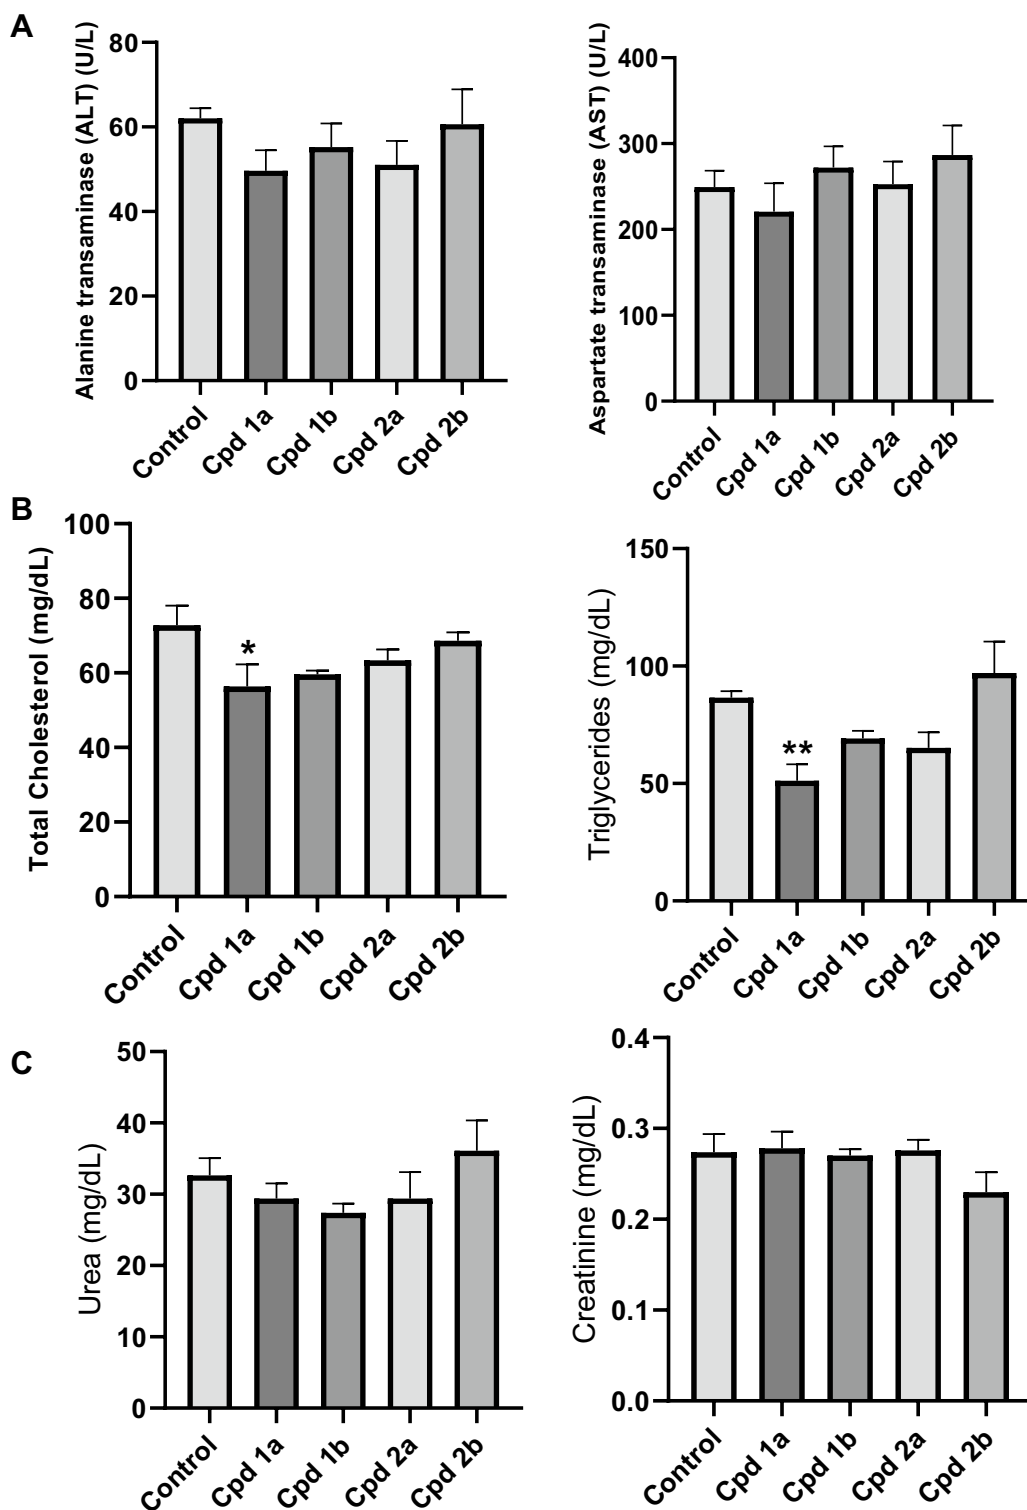 A
Alanine transaminase (ALT) (U/L)
80
60
40
20
0
Control
Cpd 1a
Cpd 1b
Cpd 2a
Cpd 2b
Aspartate transaminase (AST) (U/L)
400
300
200
100
0
Control
Cpd 1a
Cpd 1b
Cpd 2a
Cpd 2b
B
Total Cholesterol (mg/dL)
100
80
60
40
20
0
*
Control
Cpd 1a
Cpd 1b
Cpd 2a
Cpd 2b
Triglycerides (mg/dL)
150
100
50
0
**
Control
Cpd 1a
Cpd 1b
Cpd 2a
Cpd 2b
C
Urea (mg/dL)
50
40
30
20
10
0
Control
Cpd 1a
Cpd 1b
Cpd 2a
Cpd 2b
Creatinine (mg/dL)
0.4
0.3
0.2
0.1
0.0
Control
Cpd 1a
Cpd 1b
Cpd 2a
Cpd 2b